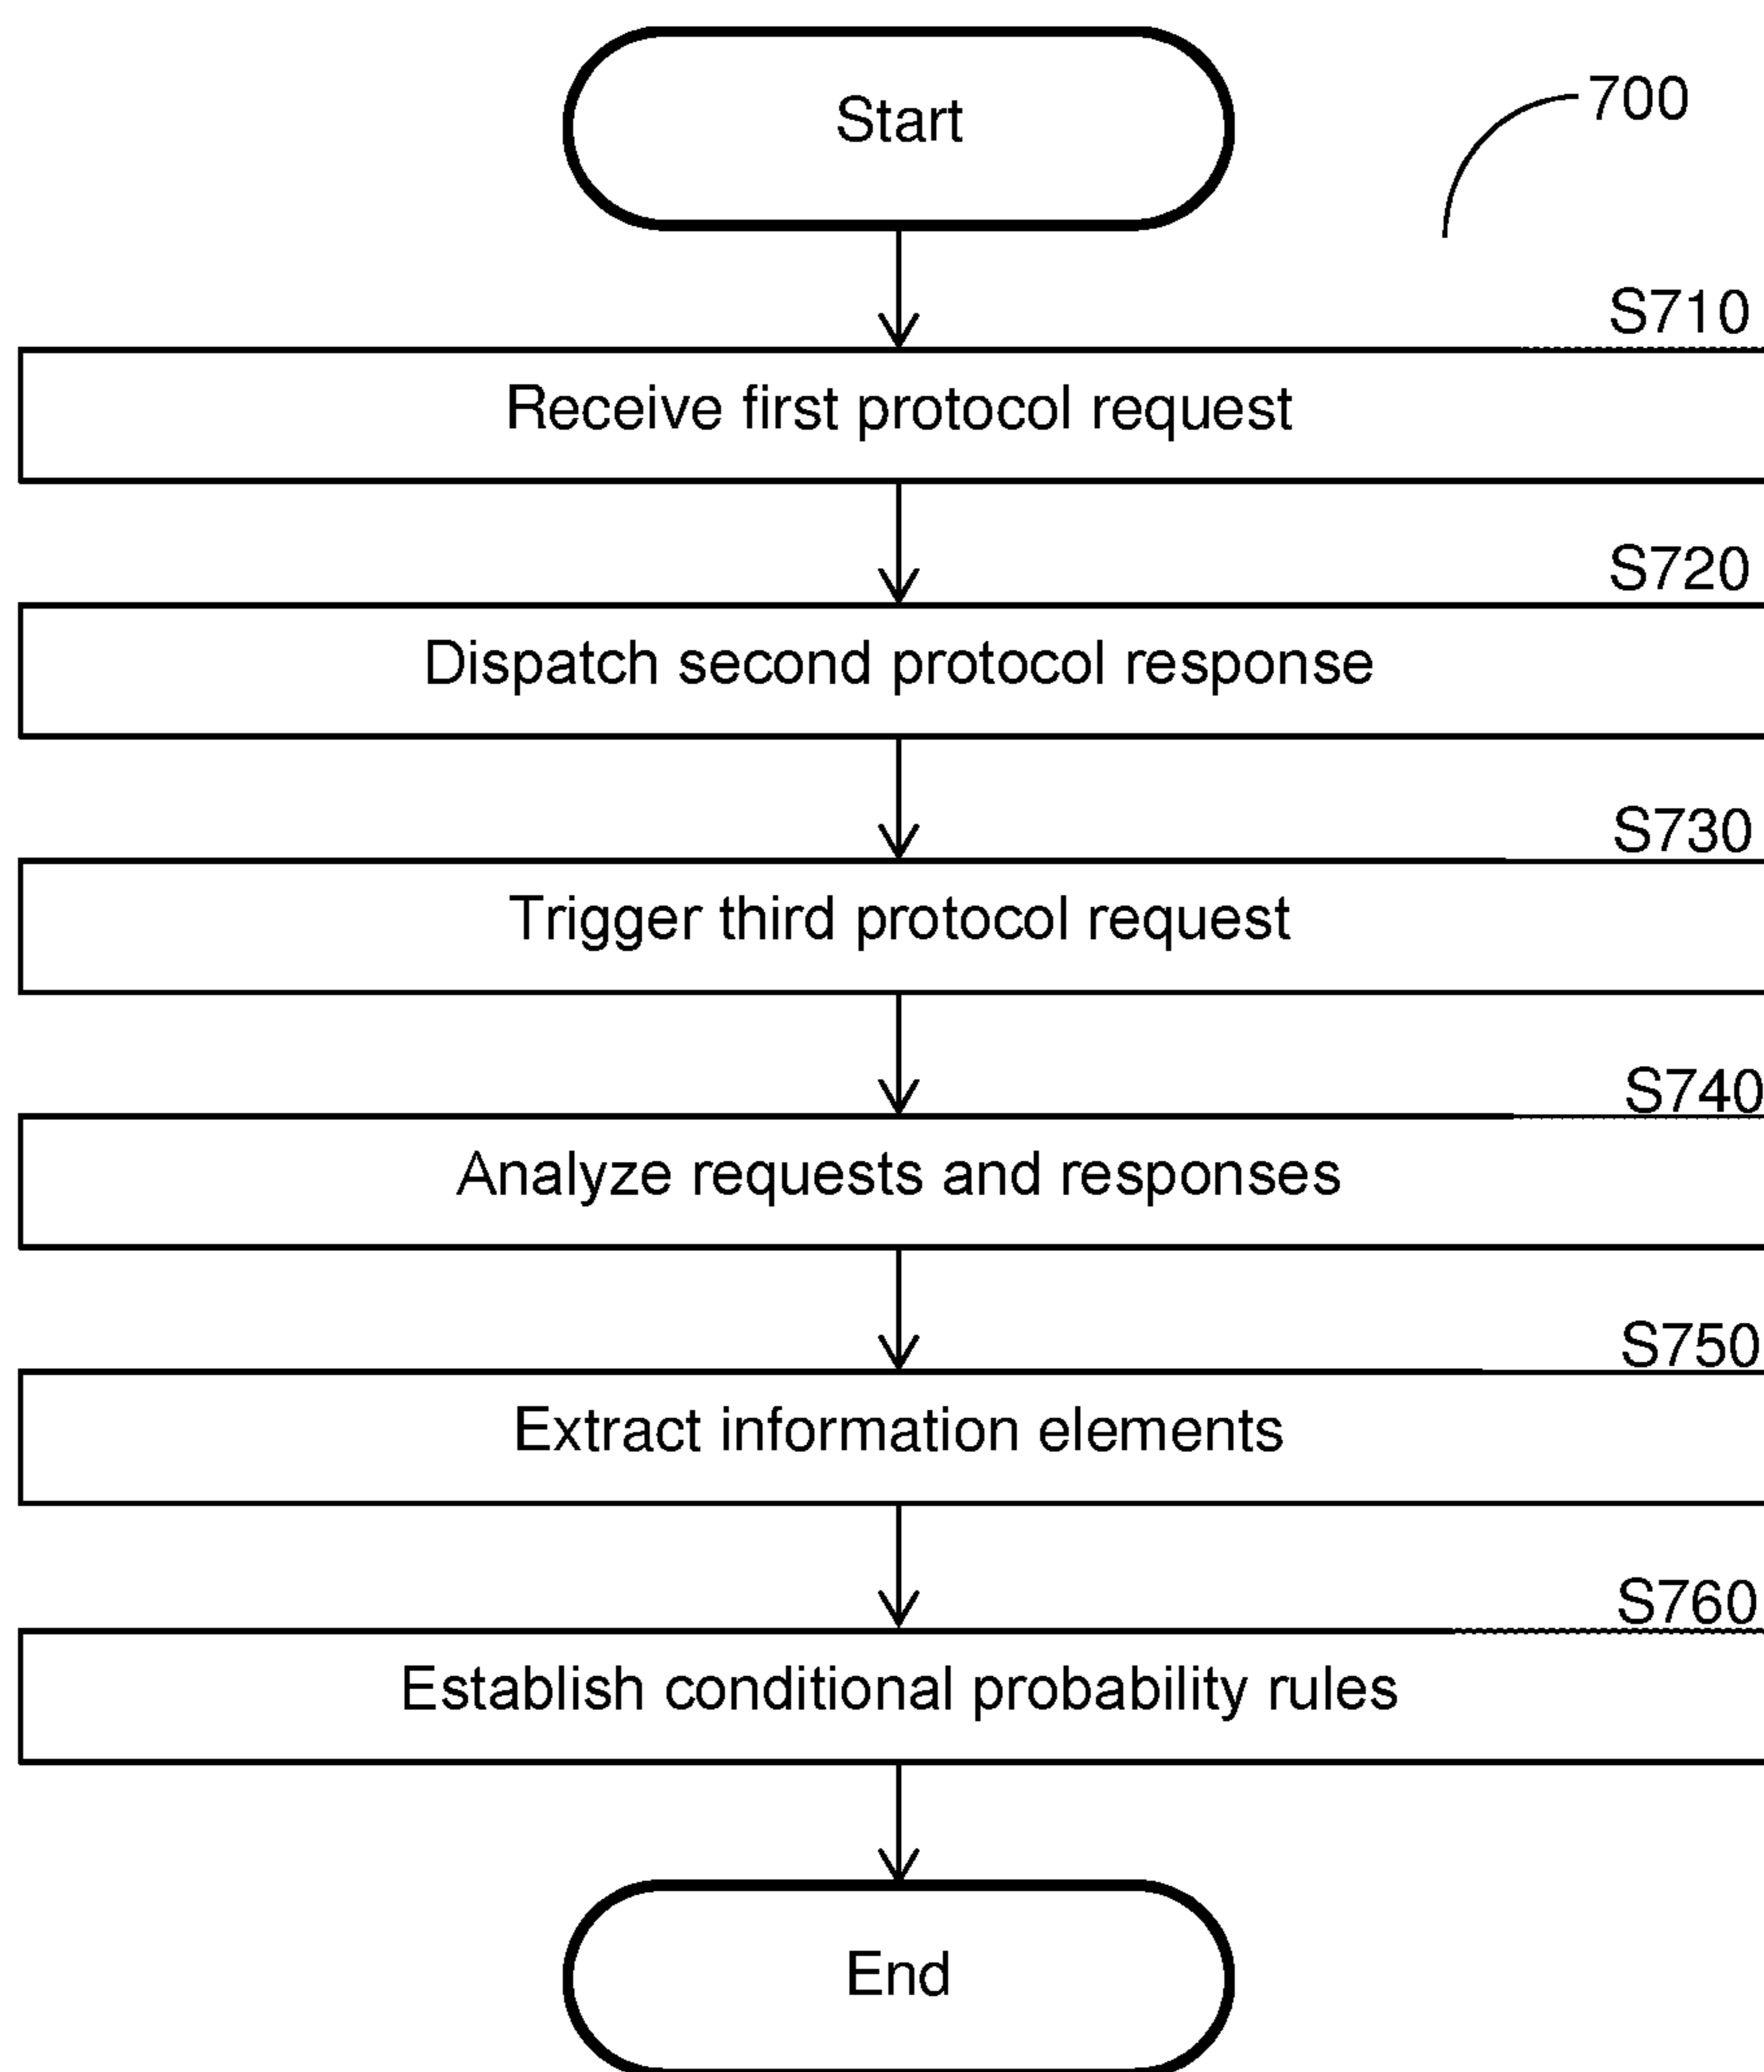 Start
700
S710
Receive first protocol request
S720
Dispatch second protocol response
S730
Trigger third protocol request
S740
Analyze requests and responses
S750
Extract information elements
S760
Establish conditional probability rules
End